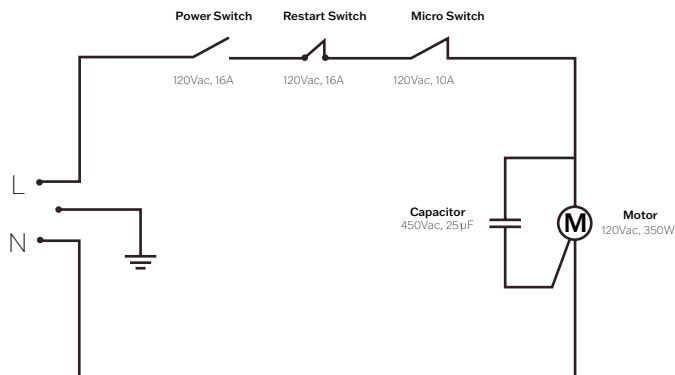 Power Switch
Restart Switch
Micro Switch
120Vac, 16A
120Vac, 16A
120Vac, 10A
L
N
Capacitor
450Vac, 25µF
M
Motor
120Vac, 350W